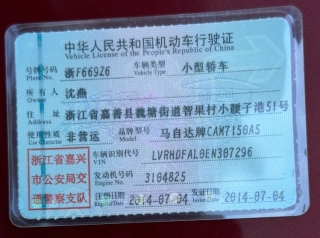 中华人民共和国机动车行驶证
Vehicle License of the People's Republic of China
号牌号码 浙F669Z6 车辆类型 小型轿车
Plate No. Vehicle Type
所有人 沈燕
Owner
住址 浙江省嘉善县魏塘街道智果村小腰子港51号
Address
使用性质 非营运 品牌型号 马自达牌CAM7150A5
Use Character Model
浙江省嘉兴 车辆识别代号 LVRHDFAL0EN307296
VIN
市公安局交 发动机号码 3104825
Engine No.
通警察支队 注册日期 2014-07-04 发证日期 2014-07-04
Register Date Issue Date